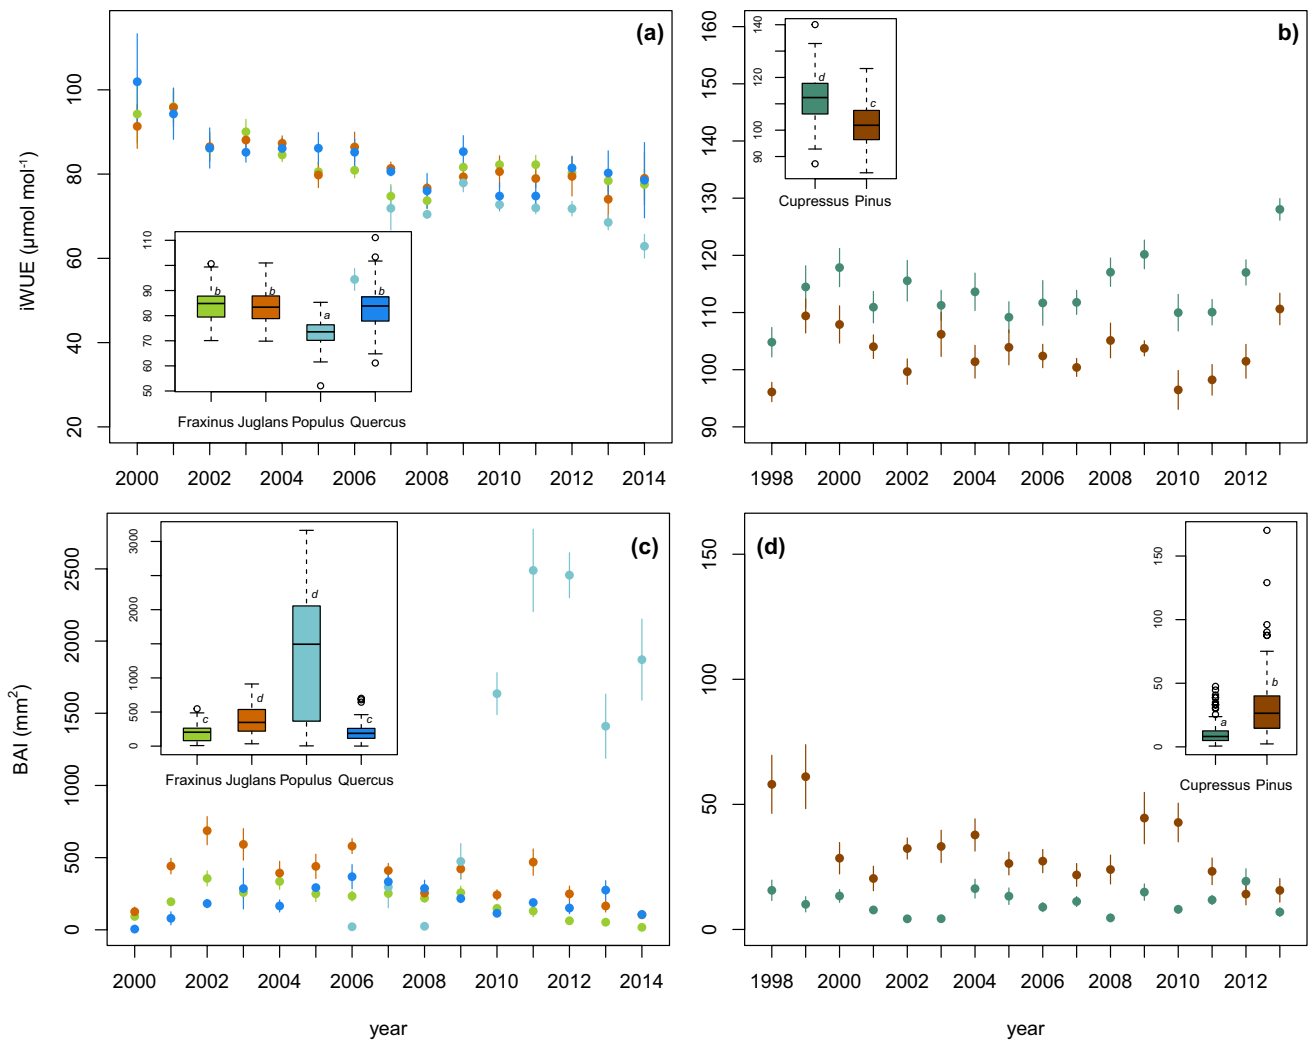 (a)
iWUE (µmol mol⁻¹)
100
80
60
40
20
110
90
80
70
60
50
b
b
a
b
Fraxinus Juglans Populus Quercus
2000 2002 2004 2006 2008 2010 2012 2014
b)
160
150
140
130
120
110
100
90
140
120
100
90
d
c
Cupressus Pinus
1998 2000 2002 2004 2006 2008 2010 2012
(c)
BAI (mm²)
2500
2000
1500
1000
500
0
3000
2000
1000
500
0
c
d
d
c
Fraxinus Juglans Populus Quercus
2000 2002 2004 2006 2008 2010 2012 2014
year
(d)
150
100
50
0
150
100
50
0
a
b
Cupressus Pinus
1998 2000 2002 2004 2006 2008 2010 2012
year